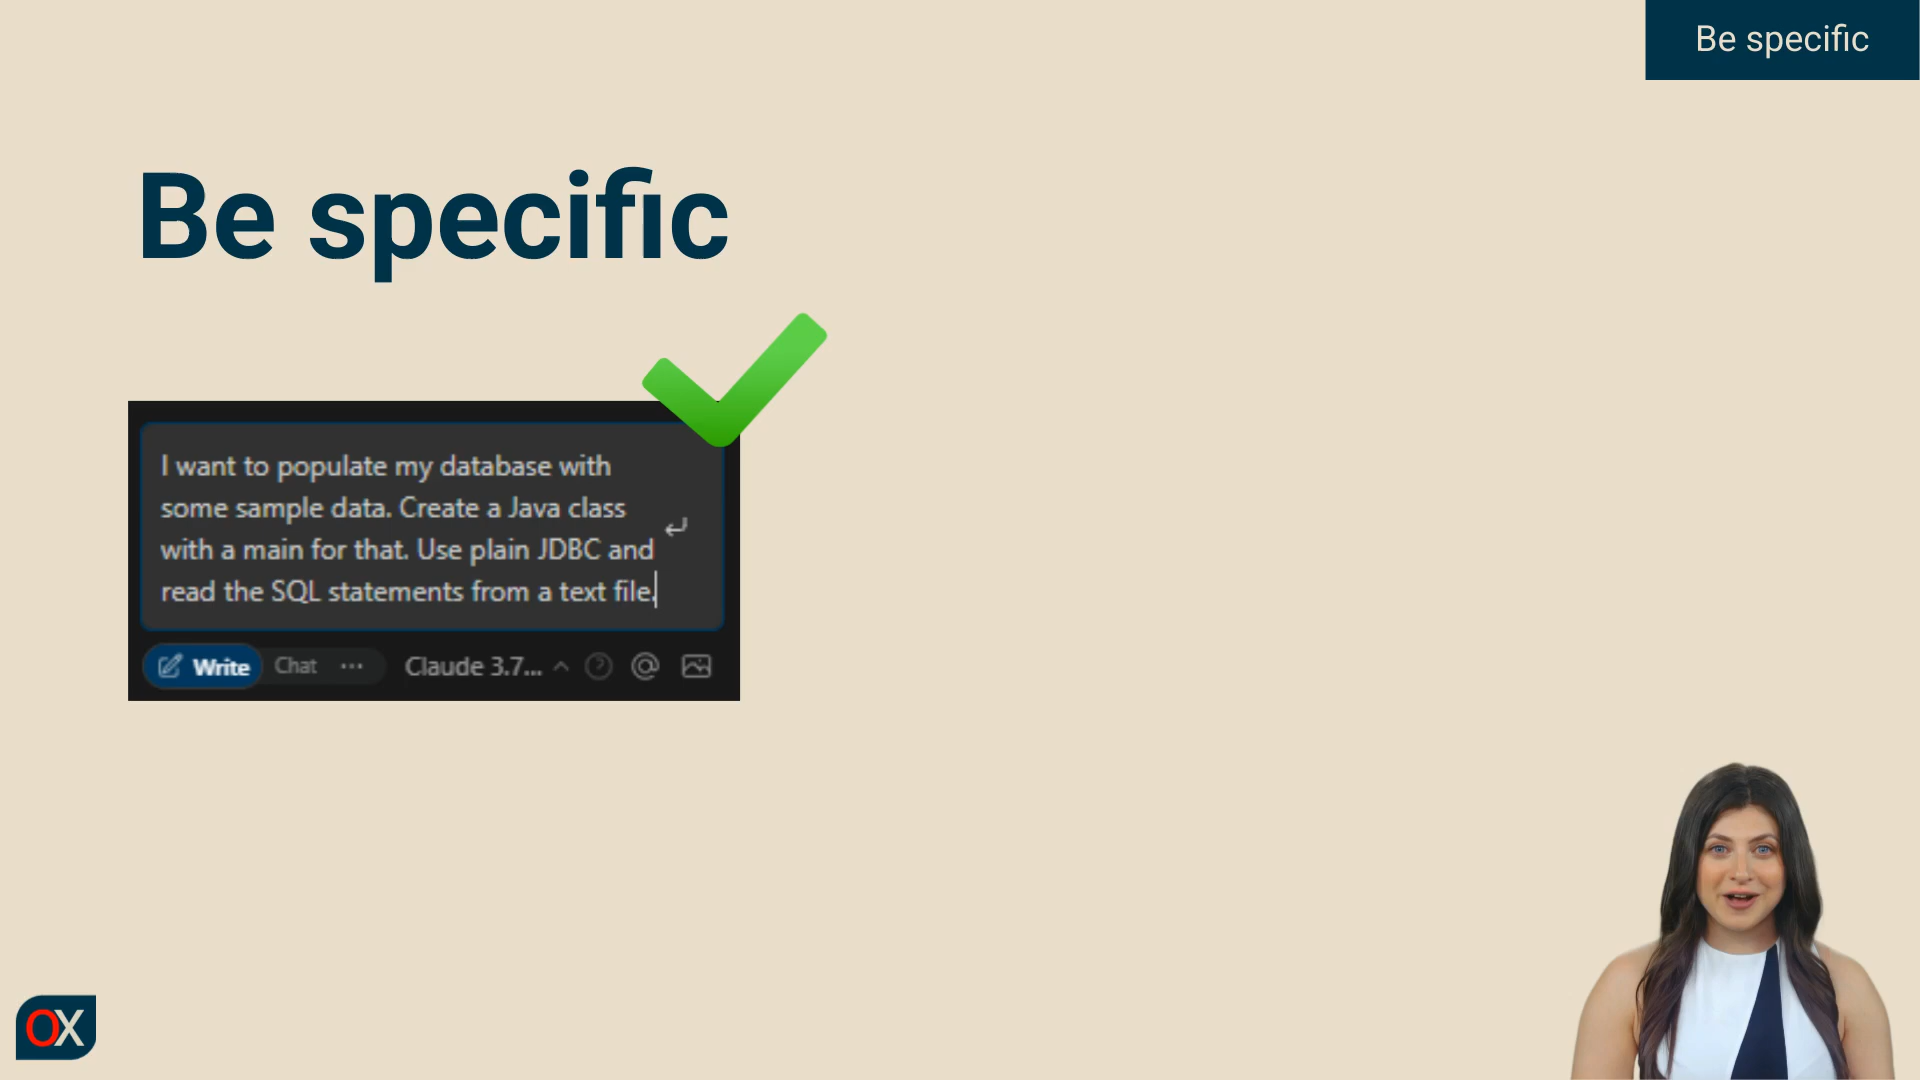 Be specific
Be specific
I want to populate my database with
some sample data. Create a Java class
with a main for that. Use plain JDBC and
read the SQL statements from a text file.
Write Chat ··· Claude 3.7...
OX